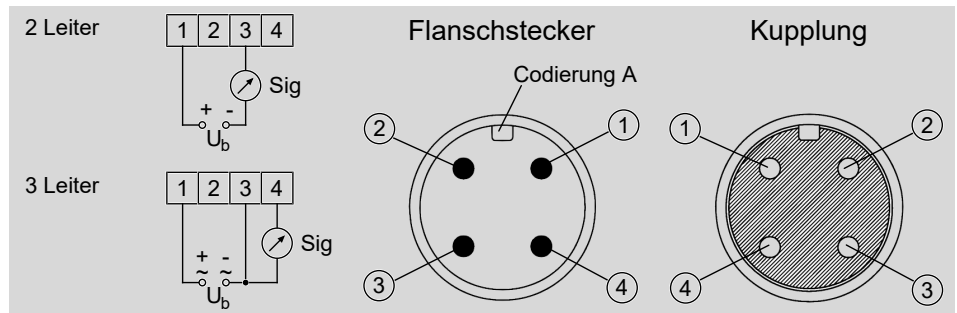 2 Leiter
1 2 3 4
Sig
+ -
Ub
3 Leiter
1 2 3 4
Sig
+ -
~ ~
Ub
Flanschstecker
Codierung A
2 1
3 4
Kupplung
1 2
4 3